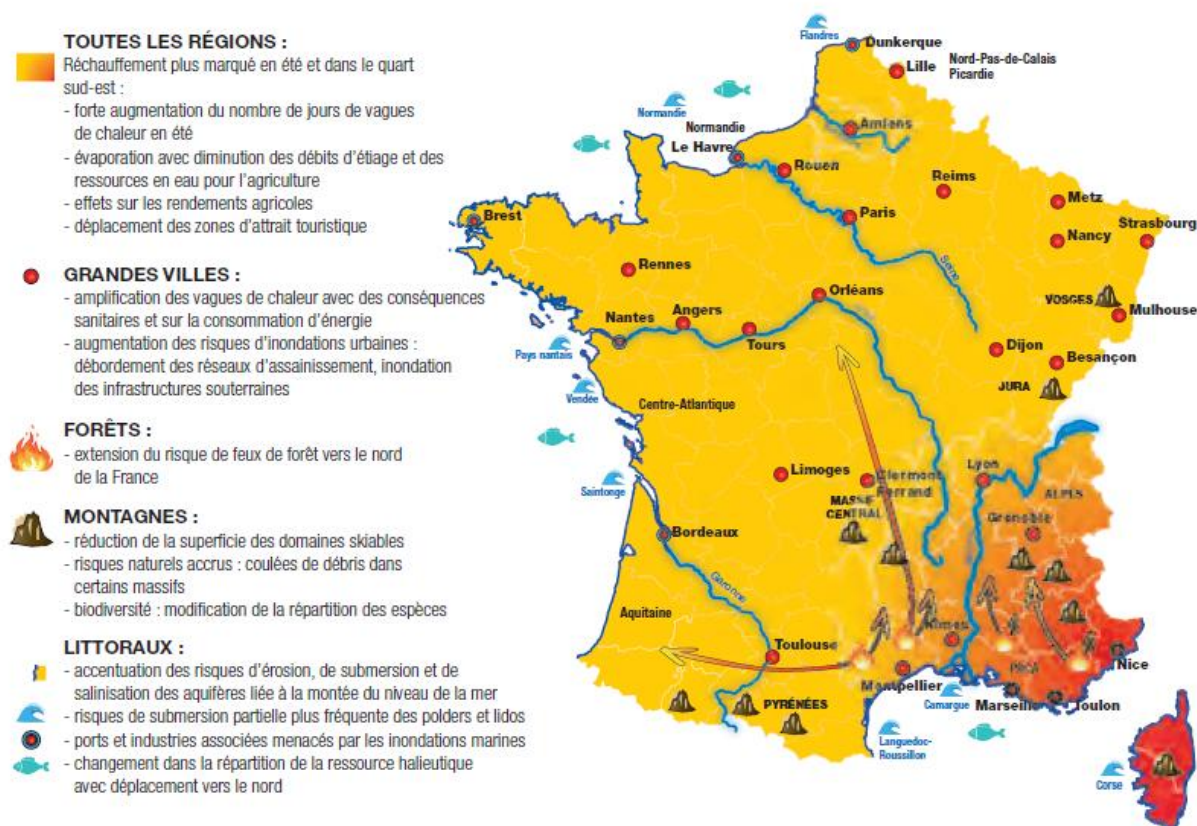 TOUTES LES RÉGIONS :
Réchauffement plus marqué en été et dans le quart
sud-est :
- forte augmentation du nombre de jours de vagues
de chaleur en été
- évaporation avec diminution des débits d'étiage et des
ressources en eau pour l'agriculture
- effets sur les rendements agricoles
- déplacement des zones d'attrait touristique
GRANDES VILLES :
- amplification des vagues de chaleur avec des conséquences
sanitaires et sur la consommation d'énergie
- augmentation des risques d'inondations urbaines :
débordement des réseaux d'assainissement, inondation
des infrastructures souterraines
FORÊTS :
- extension du risque de feux de forêt vers le nord
de la France
MONTAGNES :
- réduction de la superficie des domaines skiables
- risques naturels accrus : coulées de débris dans
certains massifs
- biodiversité : modification de la répartition des espèces
LITTORAUX :
- accentuation des risques d'érosion, de submersion et de
salinisation des aquifères liée à la montée du niveau de la mer
- risques de submersion partielle plus fréquente des polders et lidos
- ports et industries associées menacés par les inondations marines
- changement dans la répartition de la ressource halieutique
avec déplacement vers le nord
Flandres
Dunkerque
Lille
Nord-Pas-de-Calais
Picardie
Normandie
Normandie
Le Havre
Amiens
Rouen
Reims
Metz
Strasbourg
Brest
Paris
Nancy
Rennes
Seine
Orléans
VOSGES
Mulhouse
Nantes
Angers
Tours
Dijon
Besançon
Pays nantais
JURA
Vendée
Centre-Atlantique
Limoges
Clermont
Ferrand
Lyon
Saintonge
MASSIF
CENTRAL
ALPES
Grenoble
Bordeaux
Garonne
Aquitaine
Nîmes
Toulouse
PACA
Nice
Montpellier
PYRÉNÉES
Camargue
Marseille
Toulon
Languedoc-
Roussillon
Corse